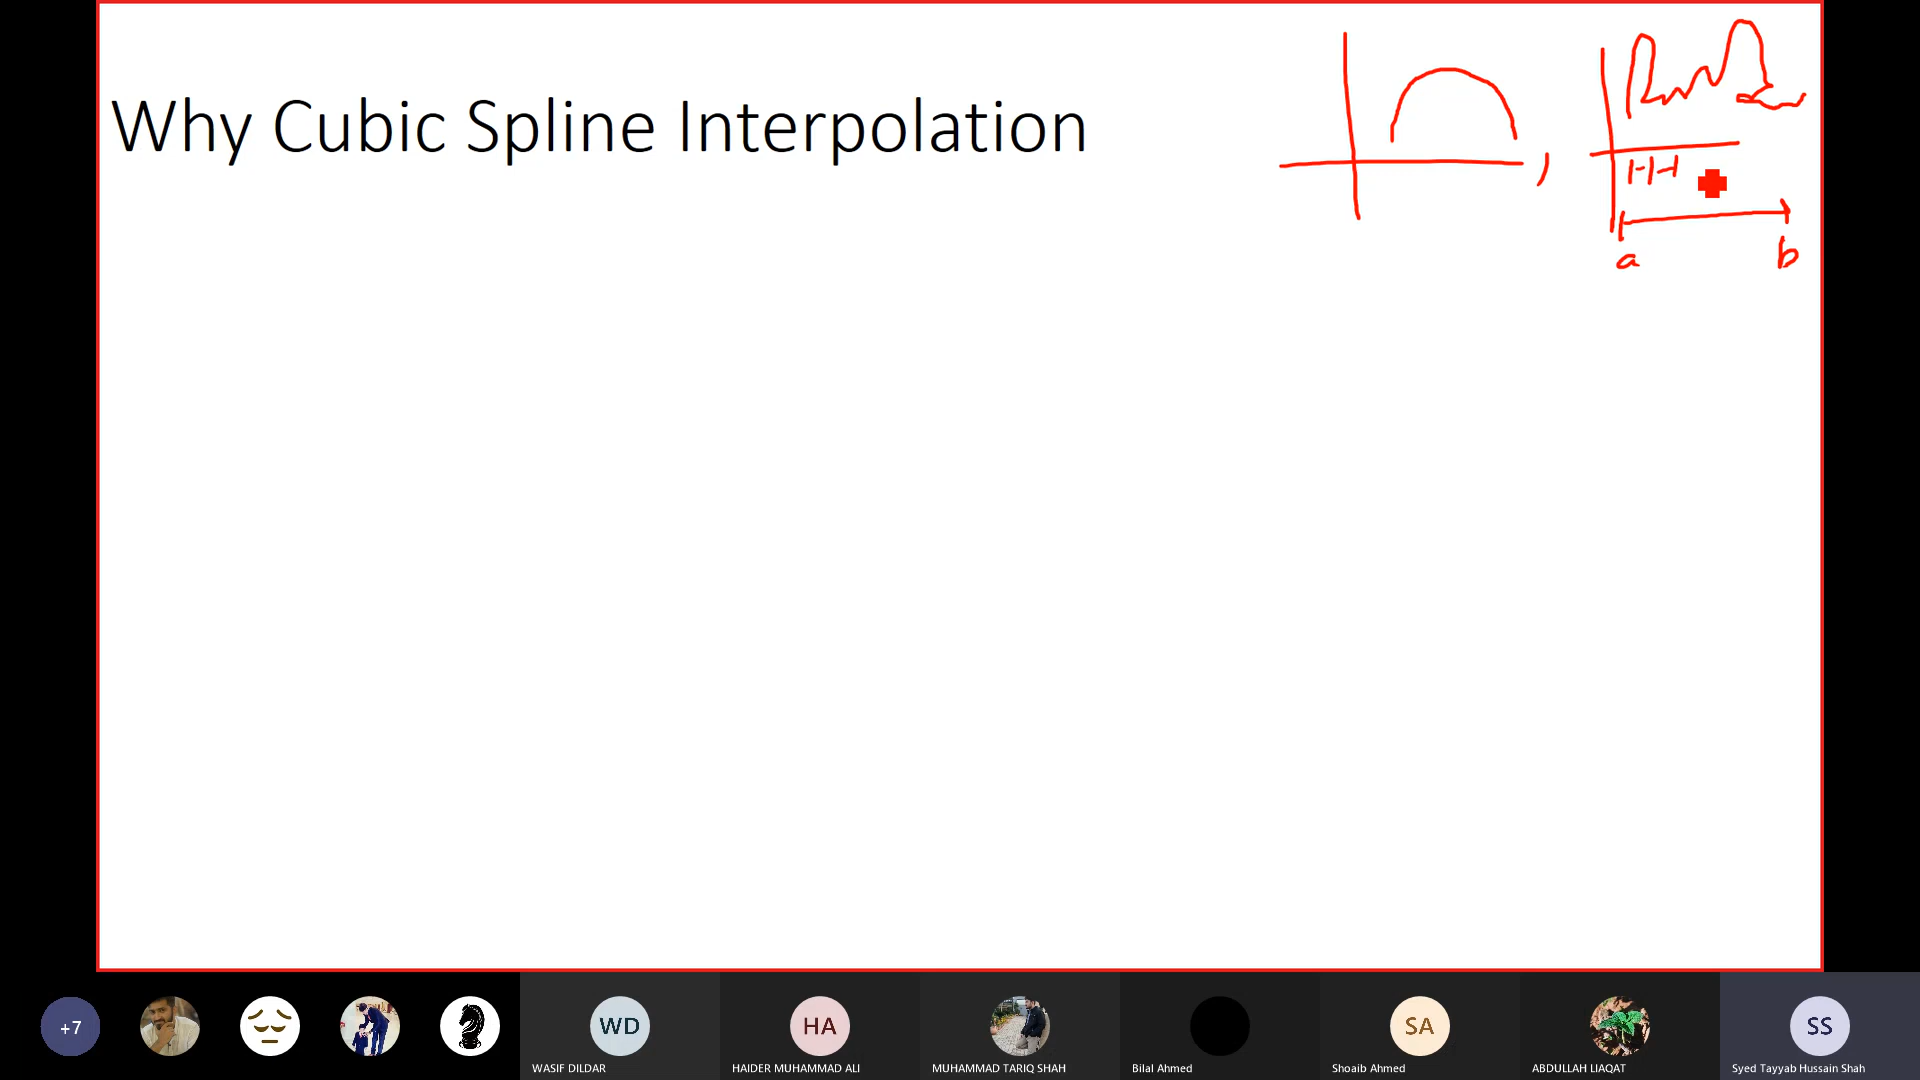 Why Cubic Spline Interpolation
,
a
b
+7
WD
HA
SA
SS
WASIF DILDAR
HAIDER MUHAMMAD ALI
MUHAMMAD TARIQ SHAH
Bilal Ahmed
Shoaib Ahmed
ABDULLAH LIAQAT
Syed Tayyab Hussain Shah